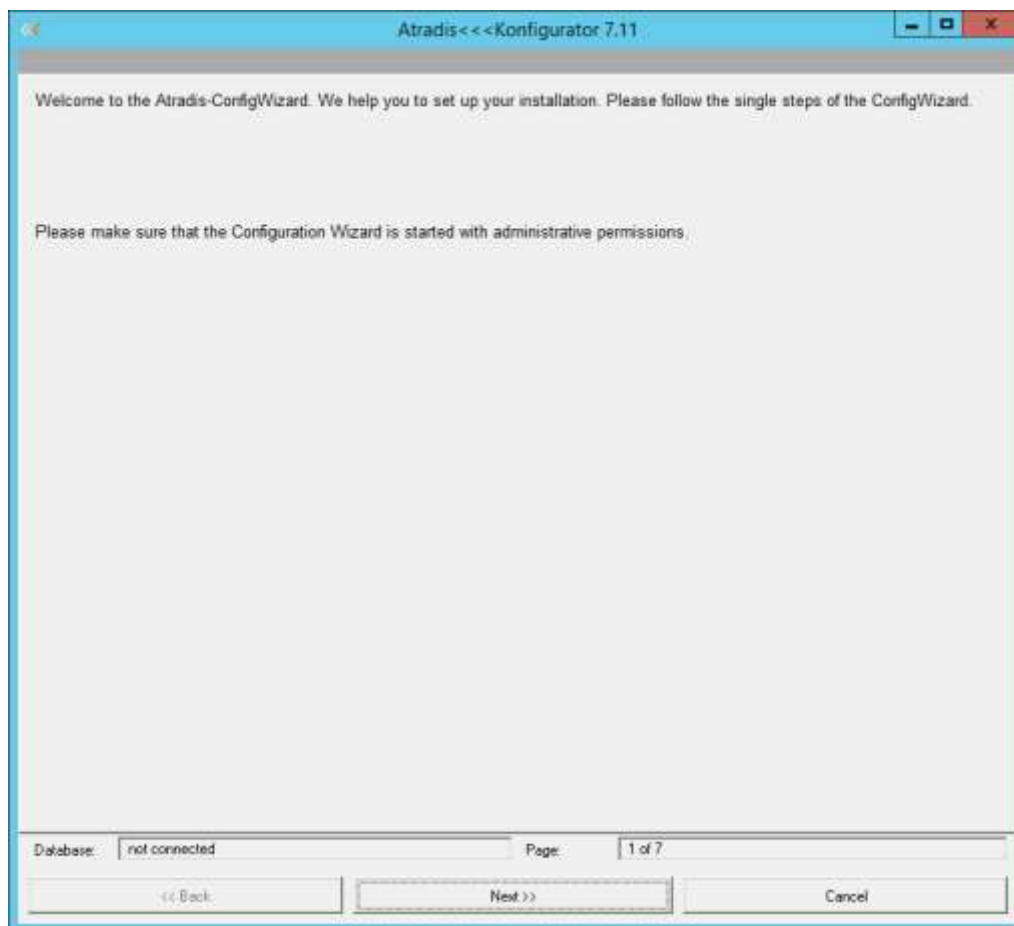 Atradis<<<Konfigurator 7.11
Welcome to the Atradis-ConfigWizard. We help you to set up your installation. Please follow the single steps of the ConfigWizard.
Please make sure that the Configuration Wizard is started with administrative permissions.
Database: not connected Page: 1 of 7
<< Back Next >> Cancel